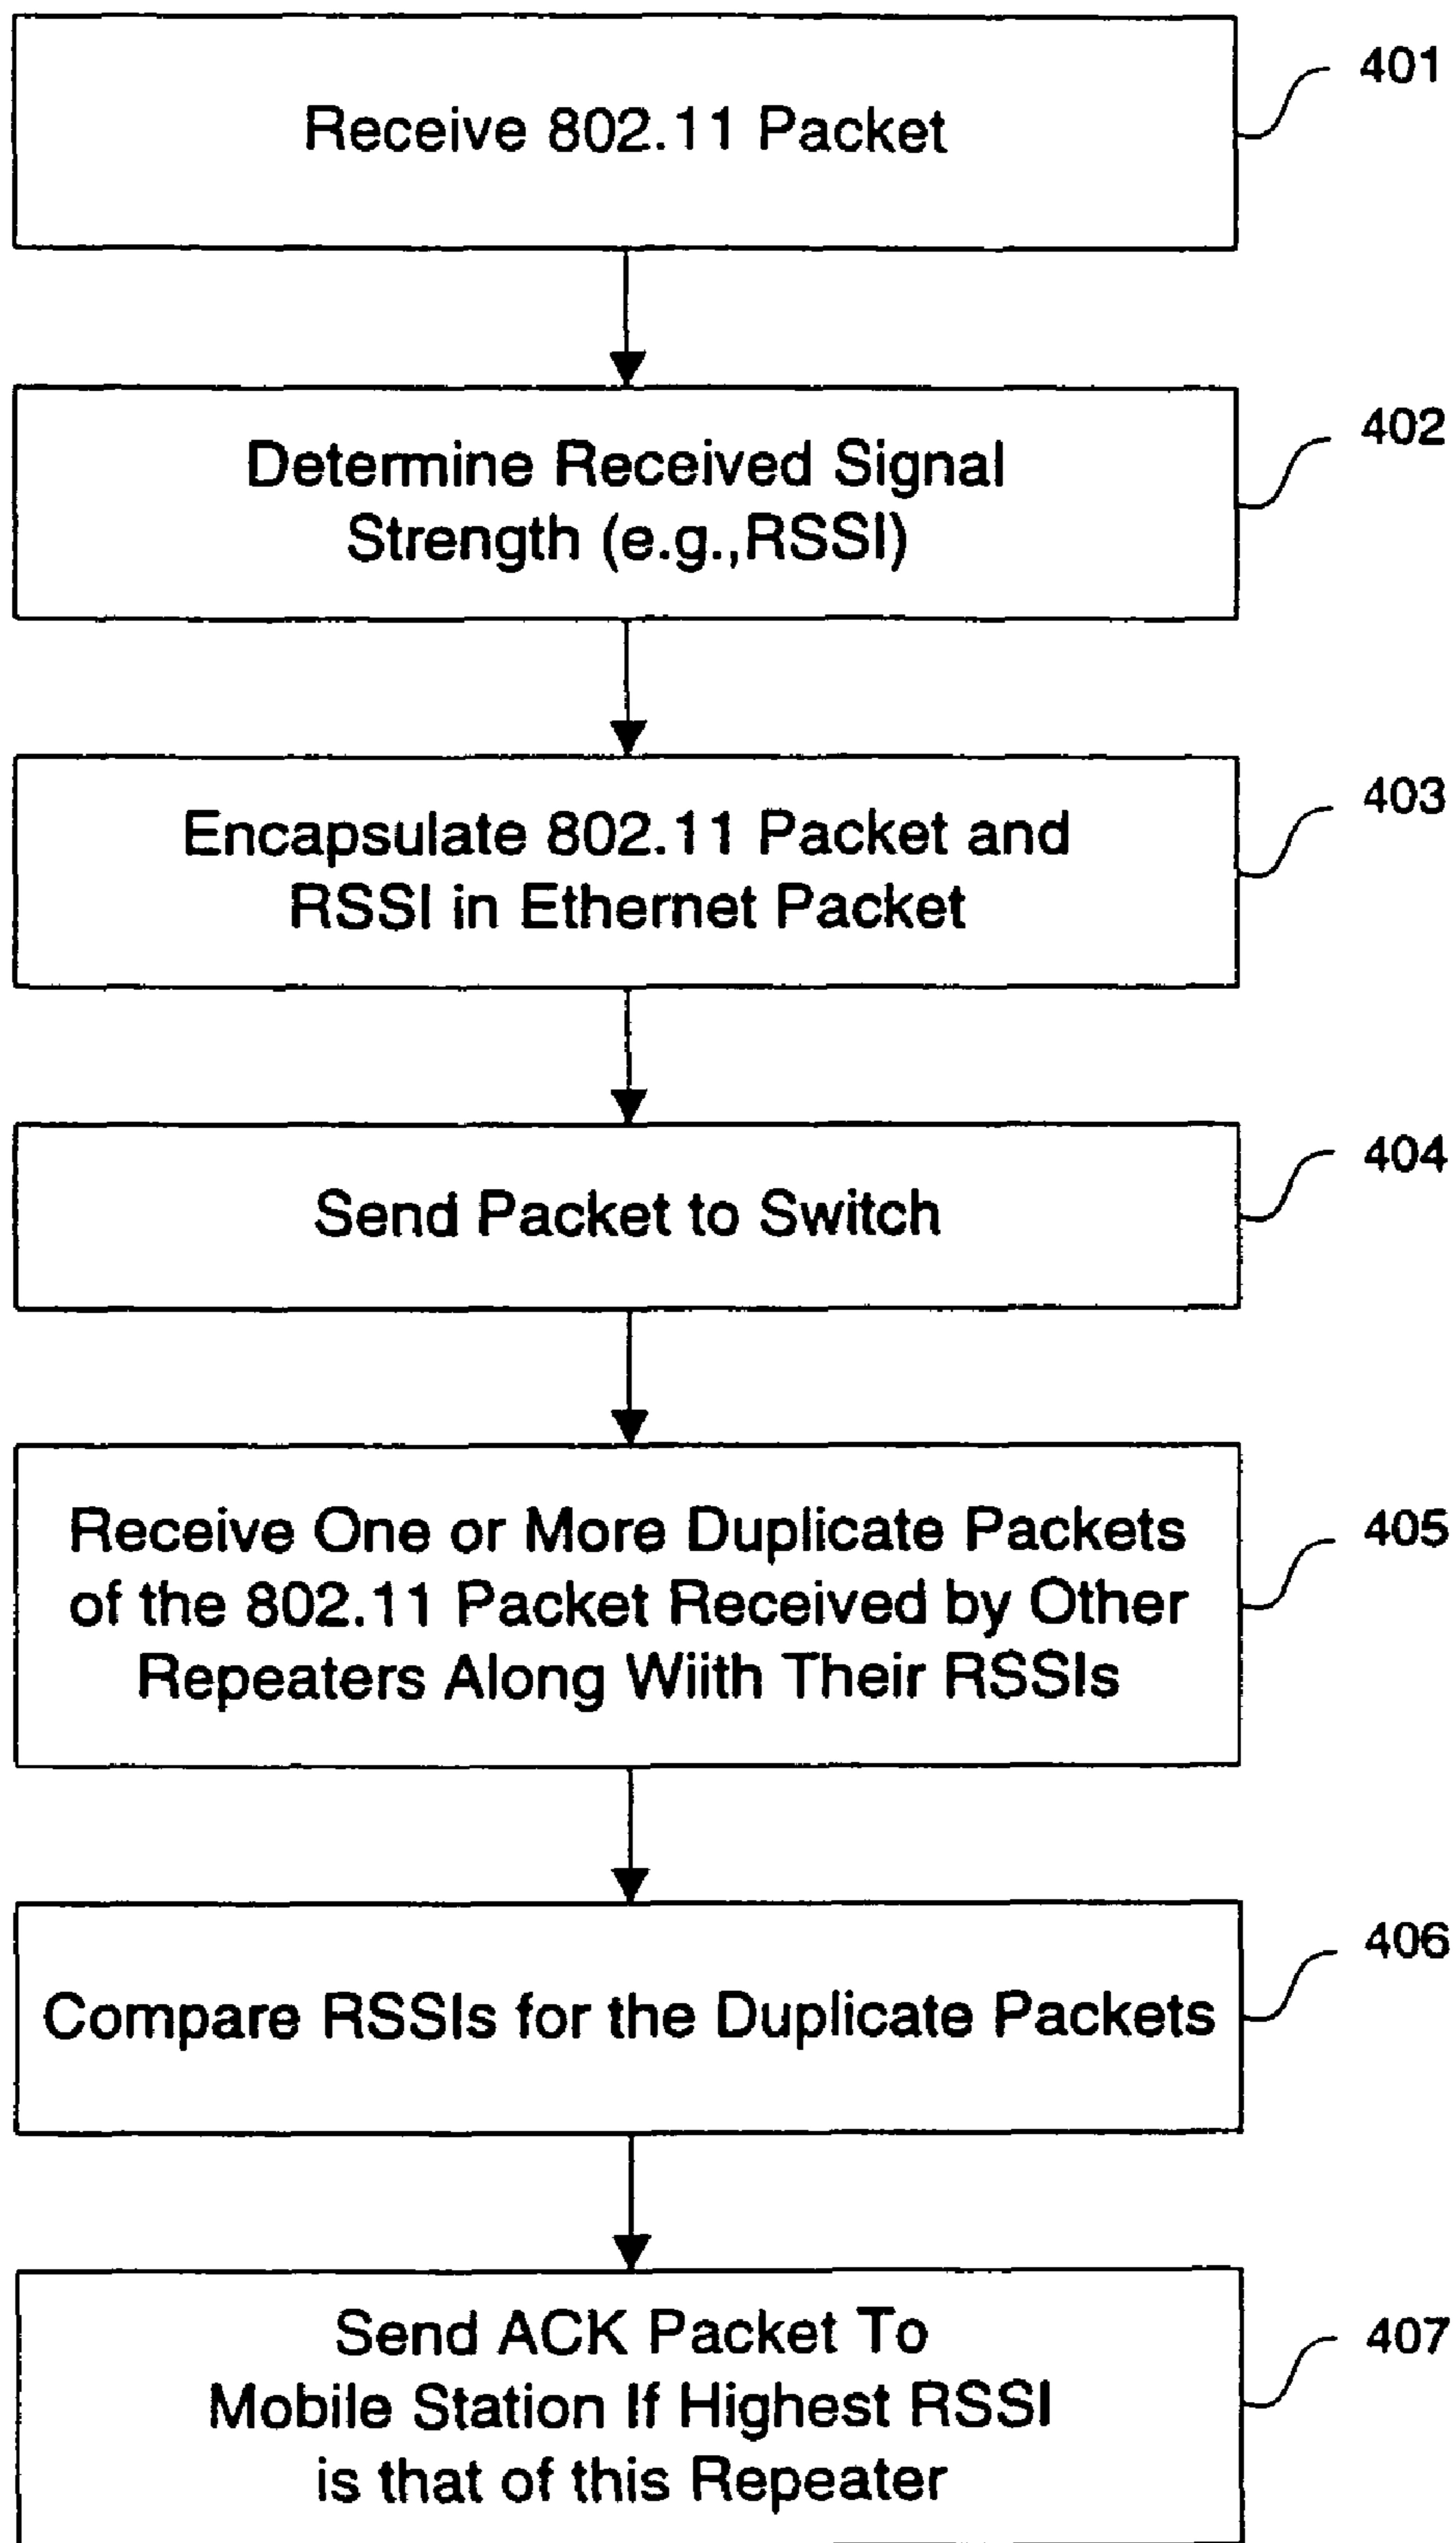 Receive 802.11 Packet
401
Determine Received Signal
Strength (e.g.,RSSI)
402
Encapsulate 802.11 Packet and
RSSI in Ethernet Packet
403
Send Packet to Switch
404
Receive One or More Duplicate Packets
of the 802.11 Packet Received by Other
Repeaters Along Wiith Their RSSIs
405
Compare RSSIs for the Duplicate Packets
406
Send ACK Packet To
Mobile Station If Highest RSSI
is that of this Repeater
407